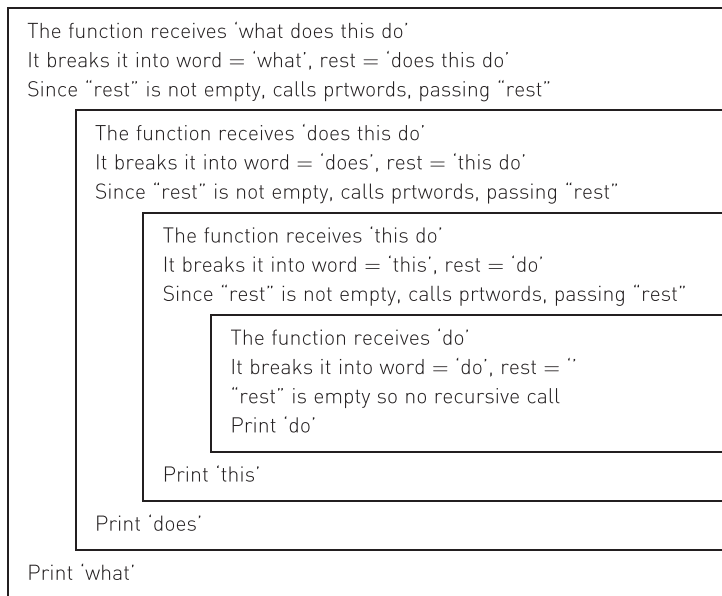 The function receives ‘what does this do’
It breaks it into word = ‘what’, rest = ‘does this do’
Since “rest” is not empty, calls prtwords, passing “rest”
The function receives ‘does this do’
It breaks it into word = ‘does’, rest = ‘this do’
Since “rest” is not empty, calls prtwords, passing “rest”
The function receives ‘this do’
It breaks it into word = ‘this’, rest = ‘do’
Since “rest” is not empty, calls prtwords, passing “rest”
The function receives ‘do’
It breaks it into word = ‘do’, rest = ‘’
“rest” is empty so no recursive call
Print ‘do’
Print ‘this’
Print ‘does’
Print ‘what’